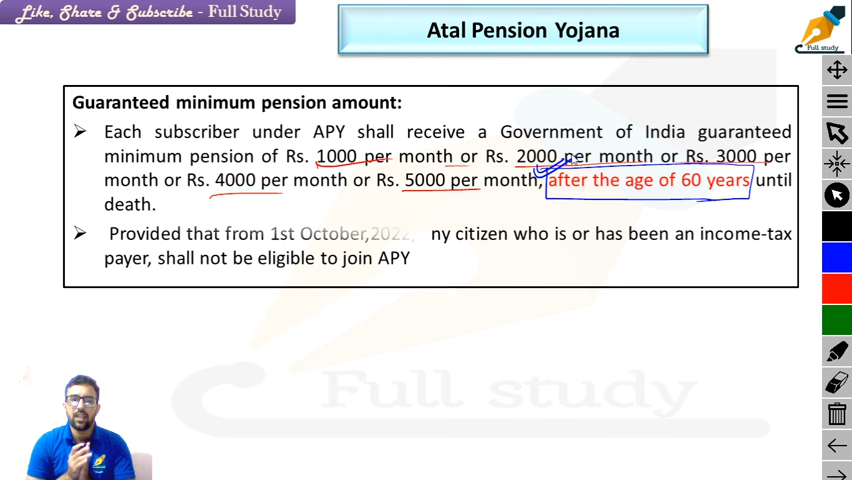 Like, Share & Subscribe - Full Study
Atal Pension Yojana
Full study
Guaranteed minimum pension amount:
➢ Each subscriber under APY shall receive a Government of India guaranteed
minimum pension of Rs. 1000 per month or Rs. 2000 per month or Rs. 3000 per
month or Rs. 4000 per month or Rs. 5000 per month, after the age of 60 years until
death.
➢ Provided that from 1st October,2022, ny citizen who is or has been an income-tax
payer, shall not be eligible to join APY
Full study